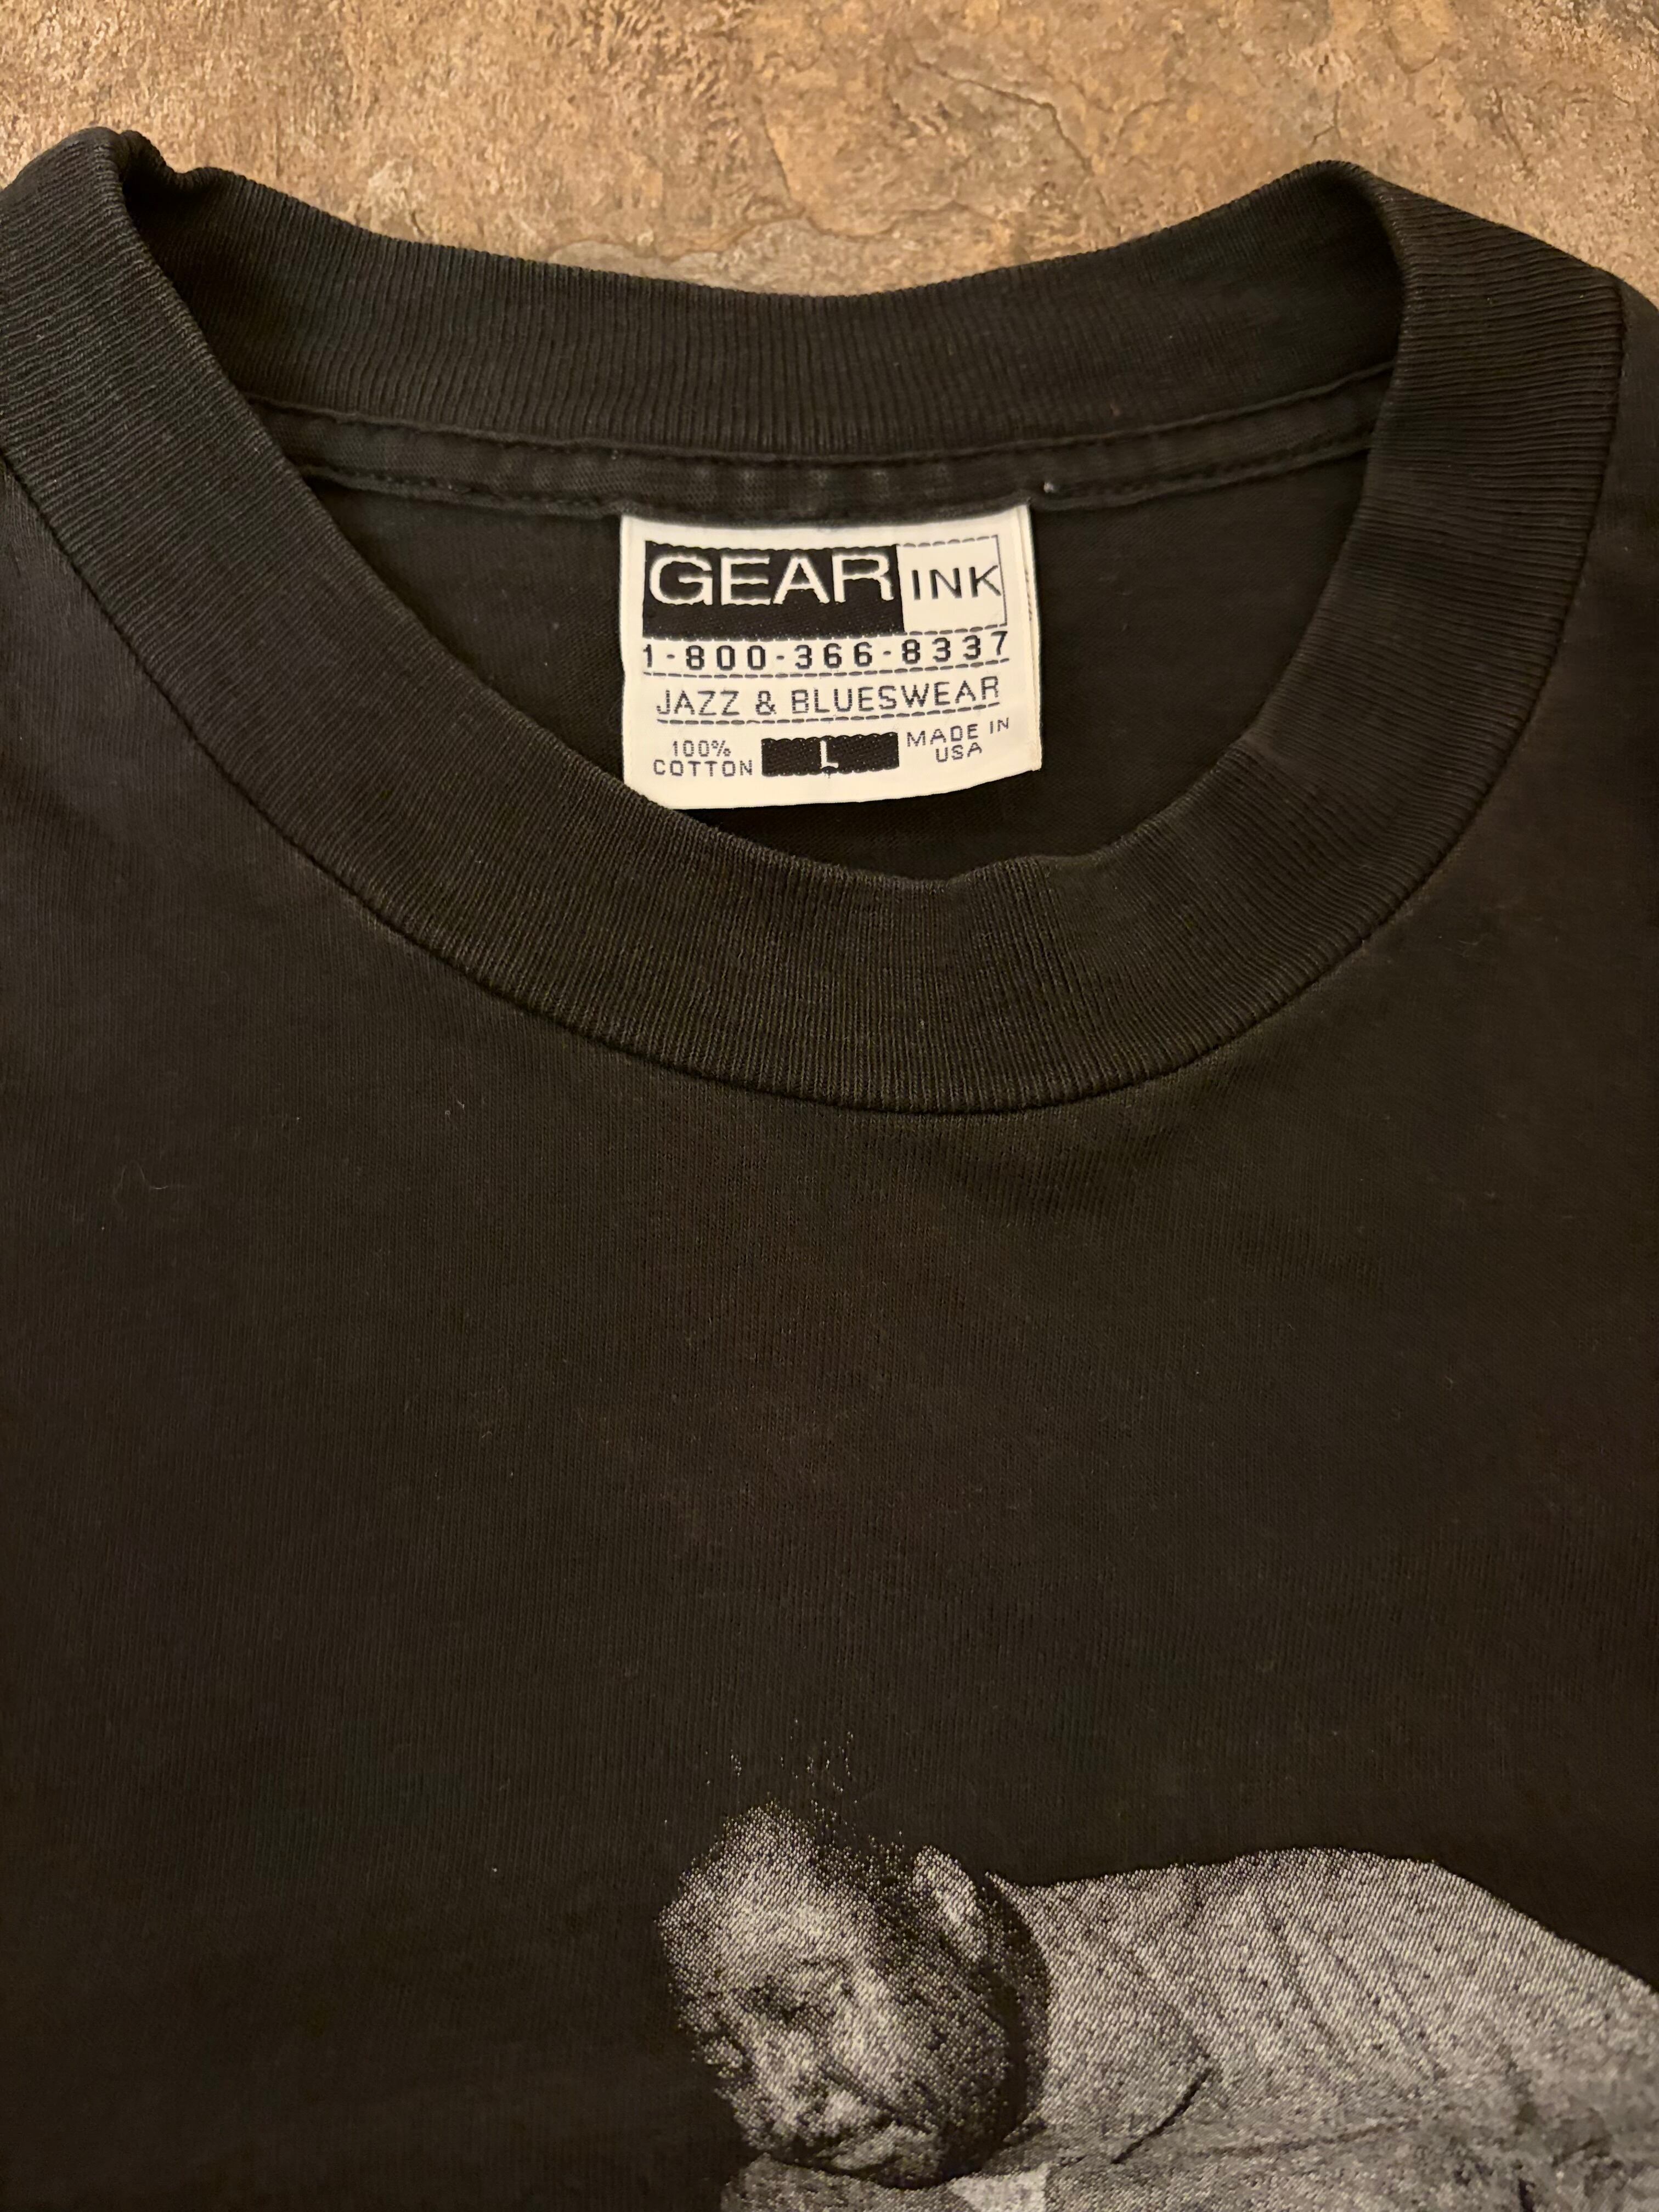 GEAR INK
1-800-366-8337
JAZZ & BLUESWEAR
100% COTTON
L
MADE IN USA